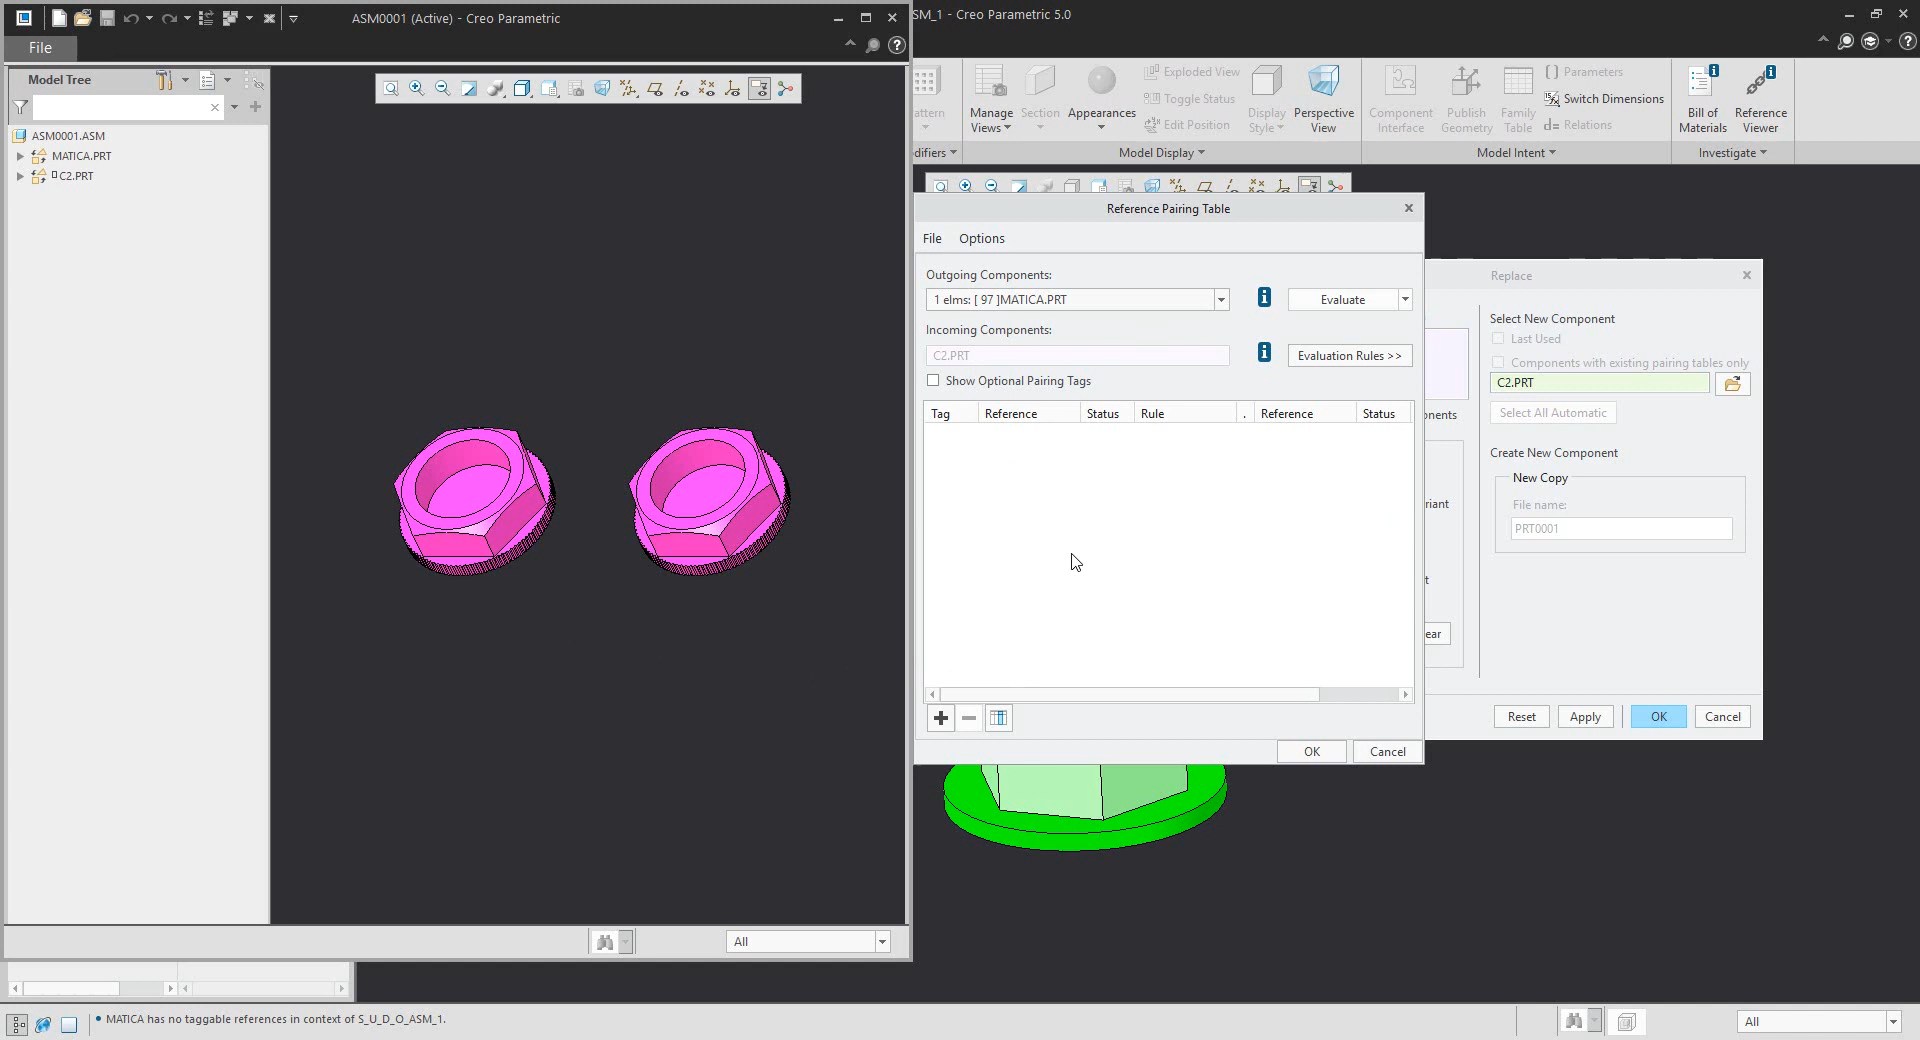 ASM0001 (Active) - Creo Parametric
SM_1 - Creo Parametric 5.0
File
Model Tree
ASM0001.ASM
MATICA.PRT
C2.PRT
attern
Manage
Views
Section
Appearances
Exploded View
Toggle Status
Edit Position
Display
Style
Perspective
View
Component
Interface
Publish
Geometry
Family
Table
Parameters
Switch Dimensions
Relations
Bill of
Materials
Reference
Viewer
difiers
Model Display
Model Intent
Investigate
Reference Pairing Table
File Options
Outgoing Components:
1 elms: [ 97 ]MATICA.PRT
Evaluate
Incoming Components:
C2.PRT
Evaluation Rules >>
Show Optional Pairing Tags
Tag Reference Status Rule . Reference Status
OK Cancel
Replace
Select New Component
Last Used
Components with existing pairing tables only
C2.PRT
Select All Automatic
Create New Component
New Copy
File name:
PRT0001
onents
riant
t
ear
Reset Apply OK Cancel
All
MATICA has no taggable references in context of S_U_D_O_ASM_1.
All